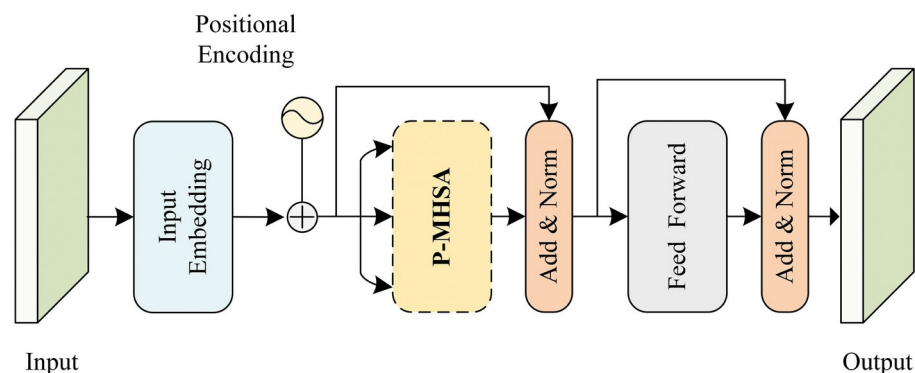 Positional
Encoding
Input
Embedding
P-MHSA
Add & Norm
Feed Forward
Add & Norm
Input
Output